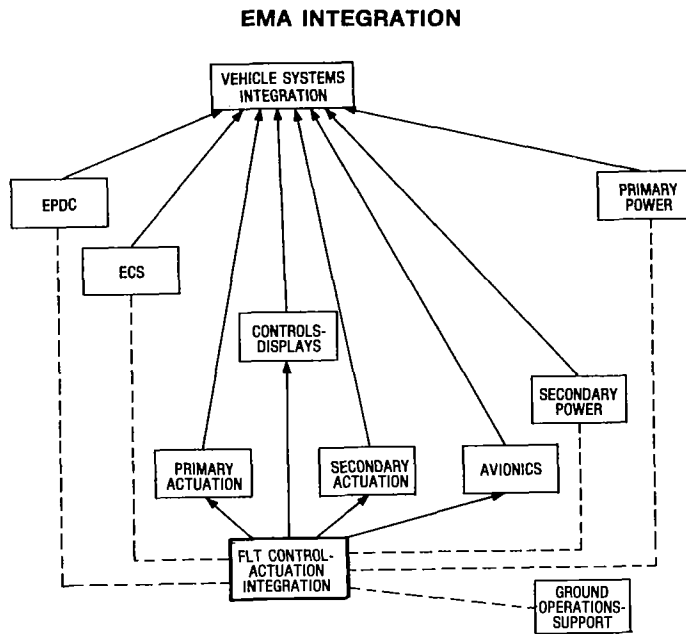 EMA INTEGRATION
VEHICLE SYSTEMS
INTEGRATION
EPDC
PRIMARY
POWER
ECS
CONTROLS-
DISPLAYS
SECONDARY
POWER
PRIMARY
ACTUATION
SECONDARY
ACTUATION
AVIONICS
FLT CONTROL-
ACTUATION
INTEGRATION
GROUND
OPERATIONS-
SUPPORT